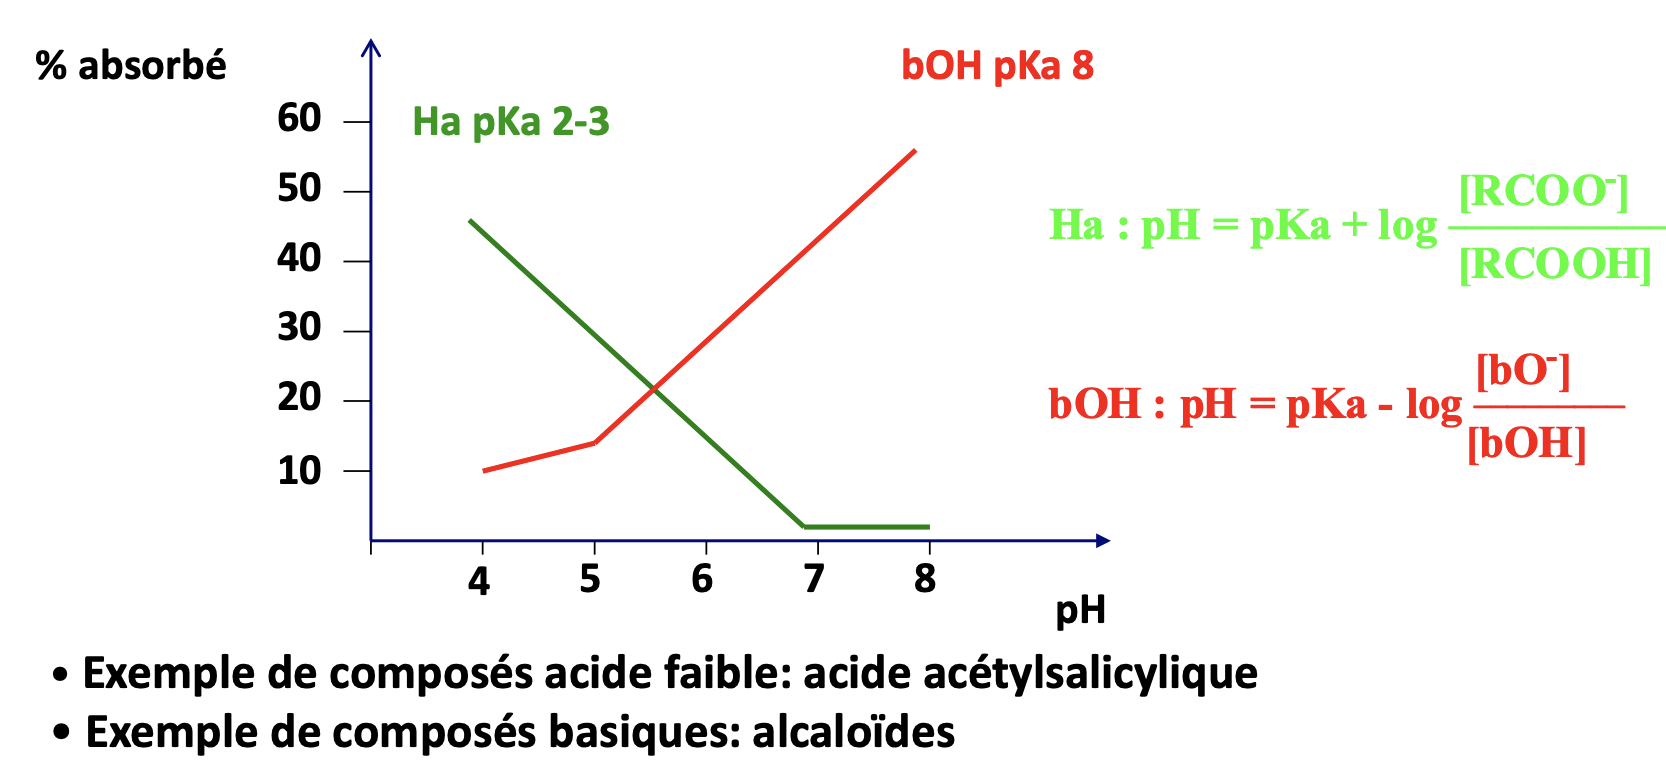 % absorbé
bOH pKa 8
Ha pKa 2-3
60
50
40
30
20
10
4 5 6 7 8
pH
Ha : pH = pKa + log [RCOO-]
[RCOOH]
bOH : pH = pKa - log [bO-]
[bOH]
• Exemple de composés acide faible: acide acétylsalicylique
• Exemple de composés basiques: alcaloïdes